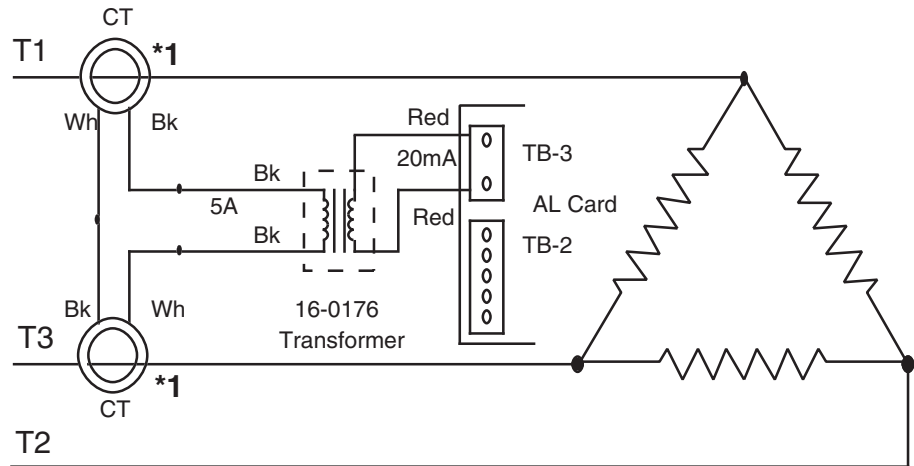 CT
T1
*1
Wh
Bk
Red
20mA
TB-3
Bk
5A
AL Card
Red
Bk
TB-2
Bk
Wh
16-0176
Transformer
T3
*1
CT
T2